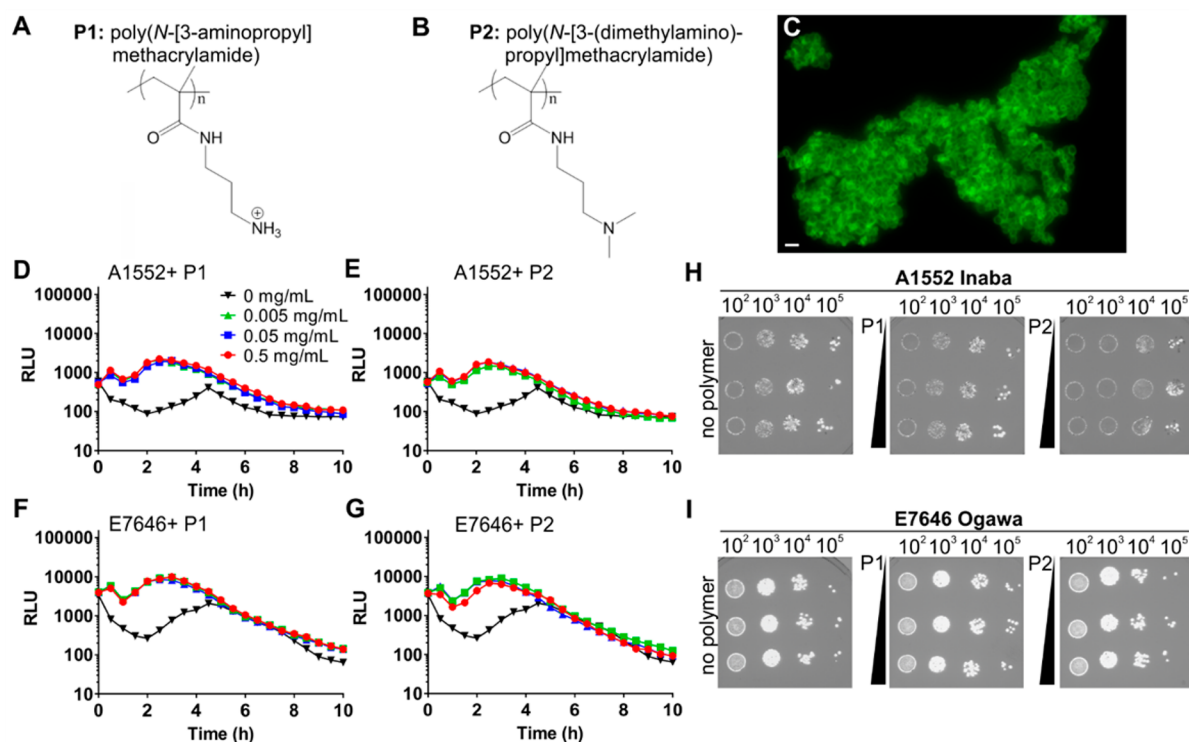 A
P1: poly(N-[3-aminopropyl]
methacrylamide)
n
O
NH
⊕
NH₃
B
P2: poly(N-[3-(dimethylamino)-
propyl]methacrylamide)
n
O
NH
N
C
D
A1552+ P1
100000
10000
1000
100
10
RLU
0 mg/mL
0.005 mg/mL
0.05 mg/mL
0.5 mg/mL
0 2 4 6 8 10
Time (h)
E
A1552+ P2
100000
10000
1000
100
10
RLU
0 2 4 6 8 10
Time (h)
F
E7646+ P1
100000
10000
1000
100
10
RLU
0 2 4 6 8 10
Time (h)
G
E7646+ P2
100000
10000
1000
100
10
RLU
0 2 4 6 8 10
Time (h)
H
A1552 Inaba
10² 10³ 10⁴ 10⁵
10² 10³ 10⁴ 10⁵
10² 10³ 10⁴ 10⁵
no polymer
P1
P2
I
E7646 Ogawa
10² 10³ 10⁴ 10⁵
10² 10³ 10⁴ 10⁵
10² 10³ 10⁴ 10⁵
no polymer
P1
P2